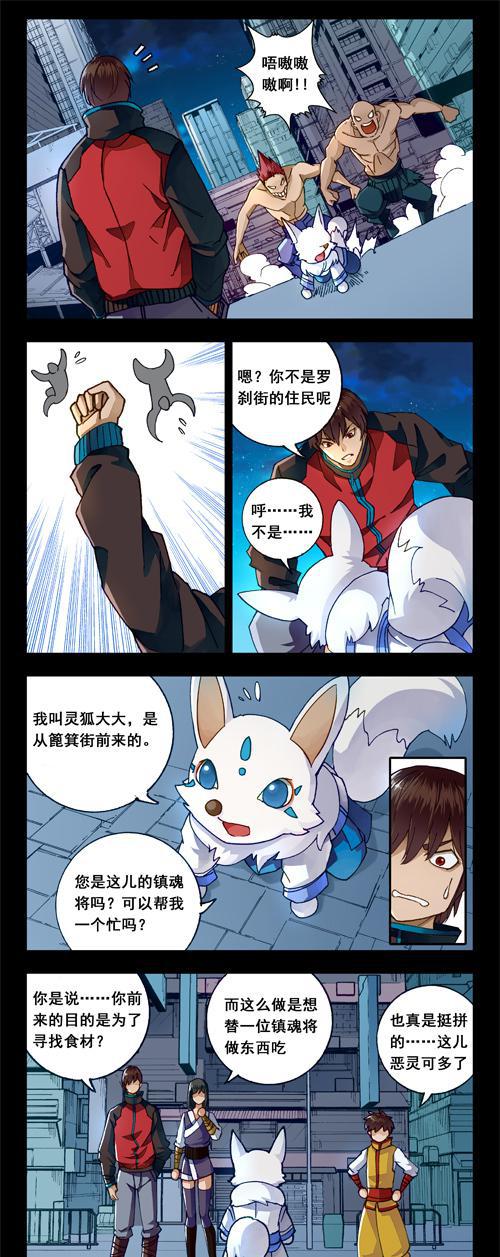 唔嗷嗷
嗷啊!!
嗯？你不是罗
刹街的住民呢
呼……我
不是……
我叫灵狐大大，是
从篦箕街前来的。
您是这儿的镇魂
将吗？可以帮我
一个忙吗？
你是说……你前
来的目的是为了
寻找食材？
而这么做是想
替一位镇魂将
做东西吃
也真是挺拼
的……这儿
恶灵可多了